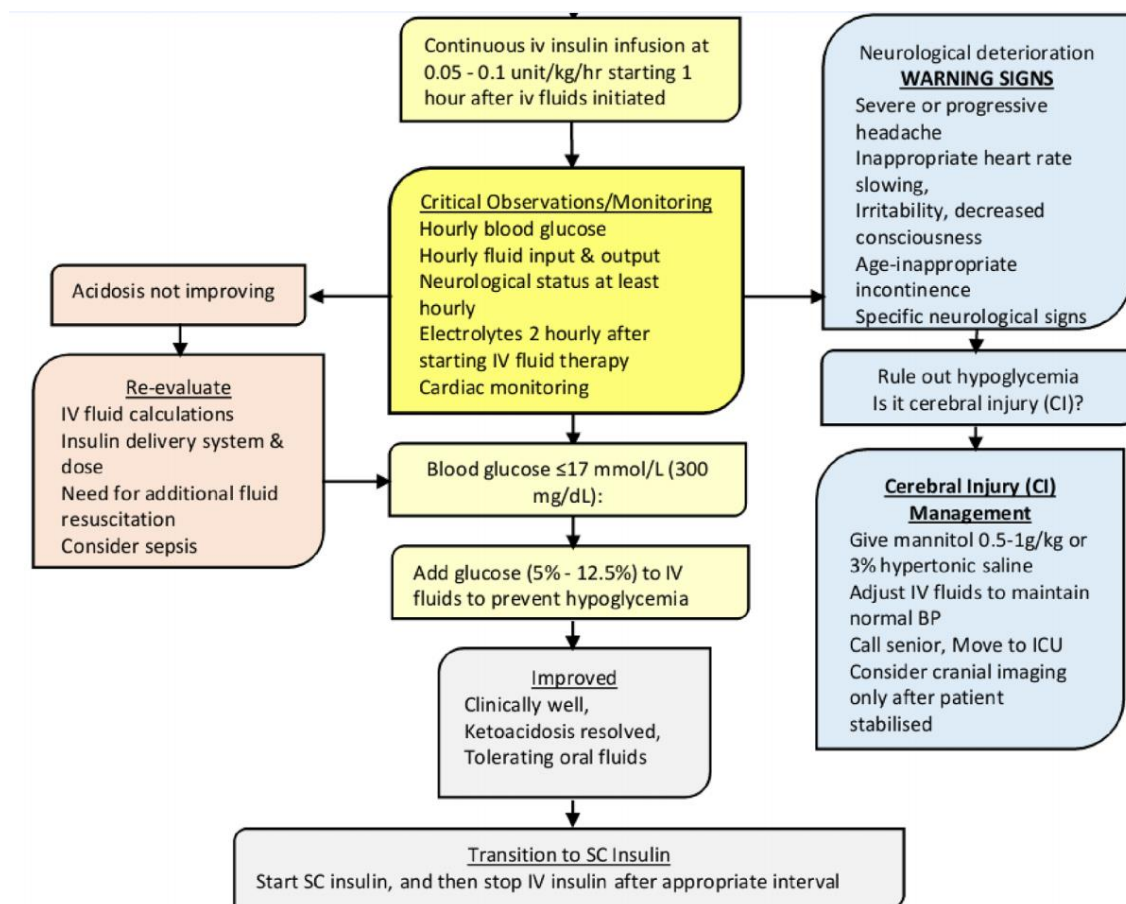 Continuous iv insulin infusion at
0.05 - 0.1 unit/kg/hr starting 1
hour after iv fluids initiated
Neurological deterioration
WARNING SIGNS
Severe or progressive
headache
Inappropriate heart rate
slowing,
Irritability, decreased
consciousness
Age-inappropriate
incontinence
Specific neurological signs
Critical Observations/Monitoring
Hourly blood glucose
Hourly fluid input & output
Neurological status at least
hourly
Electrolytes 2 hourly after
starting IV fluid therapy
Cardiac monitoring
Acidosis not improving
Re-evaluate
IV fluid calculations
Insulin delivery system &
dose
Need for additional fluid
resuscitation
Consider sepsis
Rule out hypoglycemia
Is it cerebral injury (CI)?
Blood glucose ≤17 mmol/L (300
mg/dL):
Cerebral Injury (CI)
Management
Give mannitol 0.5-1g/kg or
3% hypertonic saline
Adjust IV fluids to maintain
normal BP
Call senior, Move to ICU
Consider cranial imaging
only after patient
stabilised
Add glucose (5% - 12.5%) to IV
fluids to prevent hypoglycemia
Improved
Clinically well,
Ketoacidosis resolved,
Tolerating oral fluids
Transition to SC Insulin
Start SC insulin, and then stop IV insulin after appropriate interval